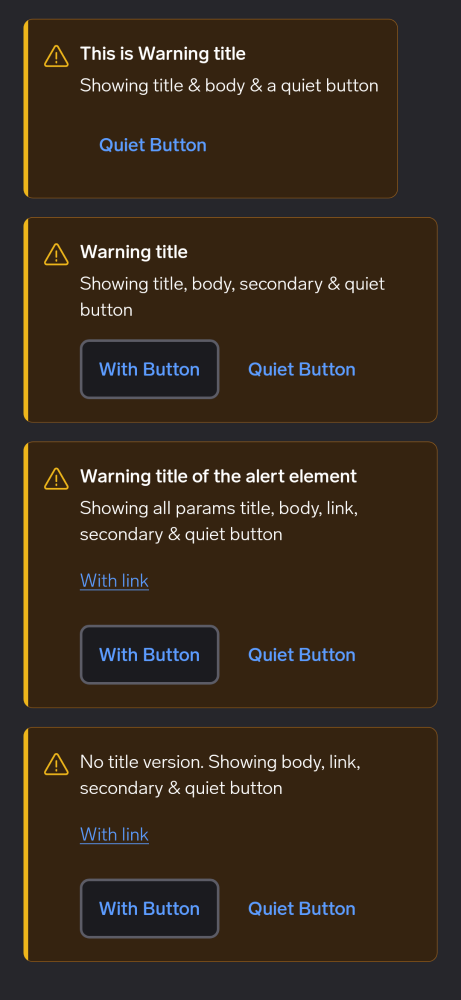 This is Warning title
Showing title & body & a quiet button
Quiet Button
Warning title
Showing title, body, secondary & quiet
button
With Button
Quiet Button
Warning title of the alert element
Showing all params title, body, link,
secondary & quiet button
With link
With Button
Quiet Button
No title version. Showing body, link,
secondary & quiet button
With link
With Button
Quiet Button